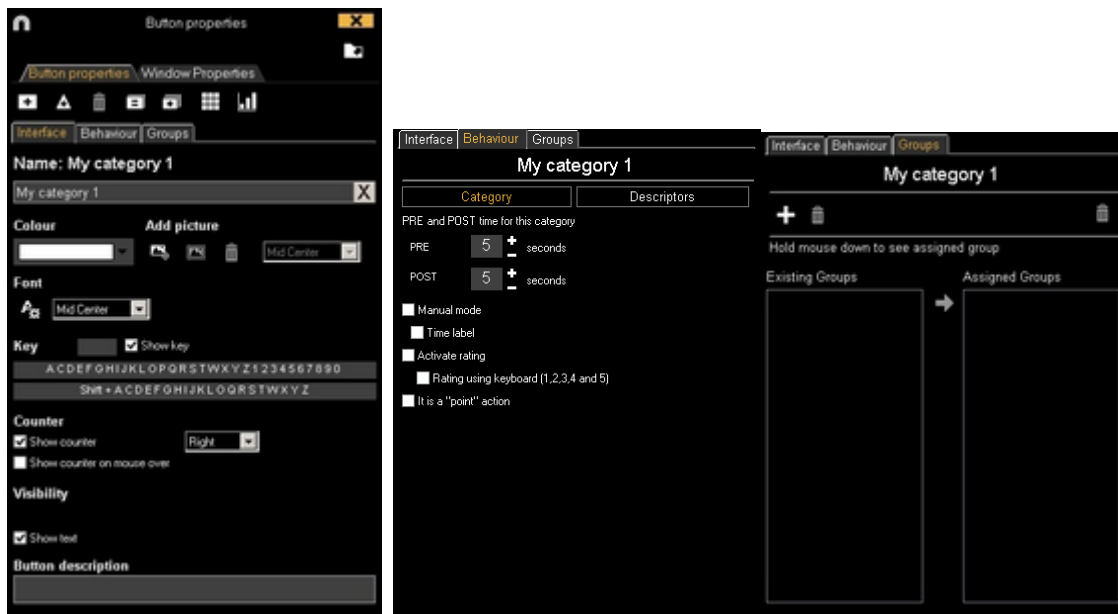 Button properties
X
Button properties Window Properties
Interface Behaviour Groups
Name: My category 1
My category 1 X
Colour Add picture
Mid Center
Font
Mid Center
Key Show key
A C D E F G H I J K L O P Q R S T W X Y Z 1 2 3 4 5 6 7 8 9 0
Shift + A C D E F G H I J K L O Q R S T W X Y Z
Counter
Show counter Right
Show counter on mouse over
Visibility
Show text
Button description
Interface Behaviour Groups
My category 1
Category Descriptors
PRE and POST time for this category
PRE 5 seconds
POST 5 seconds
Manual mode
Time label
Activate rating
Rating using keyboard (1,2,3,4 and 5)
It is a "point" action
Interface Behaviour Groups
My category 1
Hold mouse down to see assigned group
Existing Groups Assigned Groups